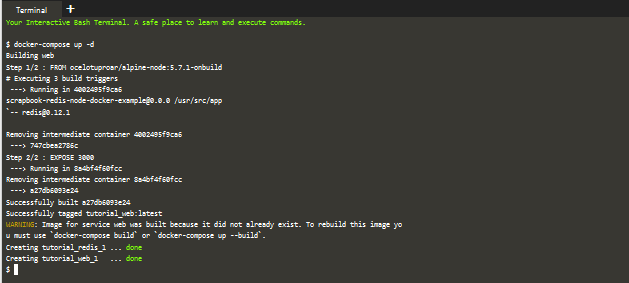 Terminal +
Your Interactive Bash Terminal. A safe place to learn and execute commands.
$ docker-compose up -d
Building web
Step 1/2 : FROM ocelotuproar/alpine-node:5.7.1-onbuild
# Executing 3 build triggers
 ---> Running in 4002495f9ca6
scrapbook-redis-node-docker-example@0.0.0 /usr/src/app
`-- redis@0.12.1
Removing intermediate container 4002495f9ca6
 ---> 747cbea2786c
Step 2/2 : EXPOSE 3000
 ---> Running in 8a4bf4f60fcc
Removing intermediate container 8a4bf4f60fcc
 ---> a27db6093e24
Successfully built a27db6093e24
Successfully tagged tutorial_web:latest
WARNING: Image for service web was built because it did not already exist. To rebuild this image yo
u must use `docker-compose build` or `docker-compose up --build`.
Creating tutorial_redis_1 ... done
Creating tutorial_web_1   ... done
$